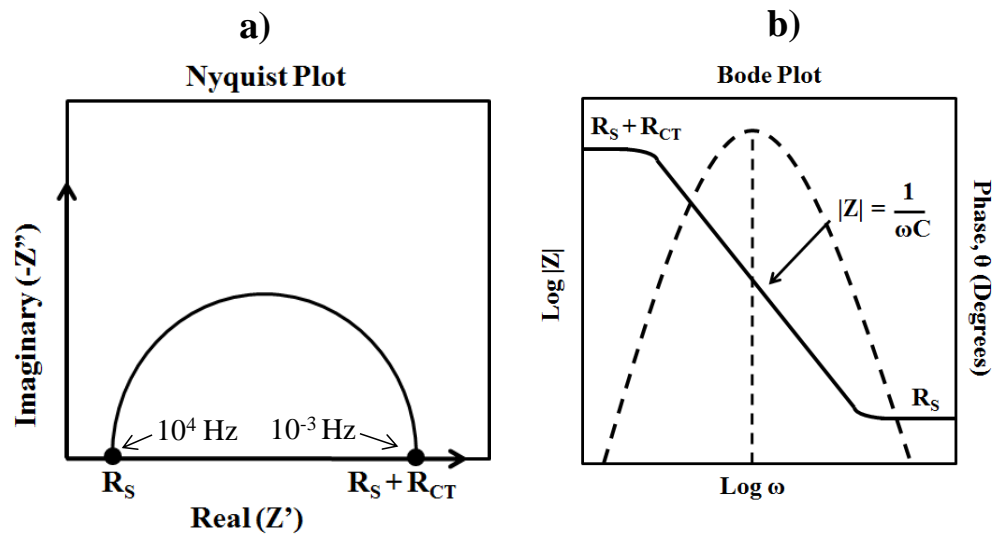 a)
Nyquist Plot
Imaginary (-Z”)
10⁴ Hz
10⁻³ Hz
R_S
R_S + R_CT
Real (Z’)
b)
Bode Plot
R_S + R_CT
|Z| = 1
ωC
Log |Z|
Phase, θ (Degrees)
R_S
Log ω